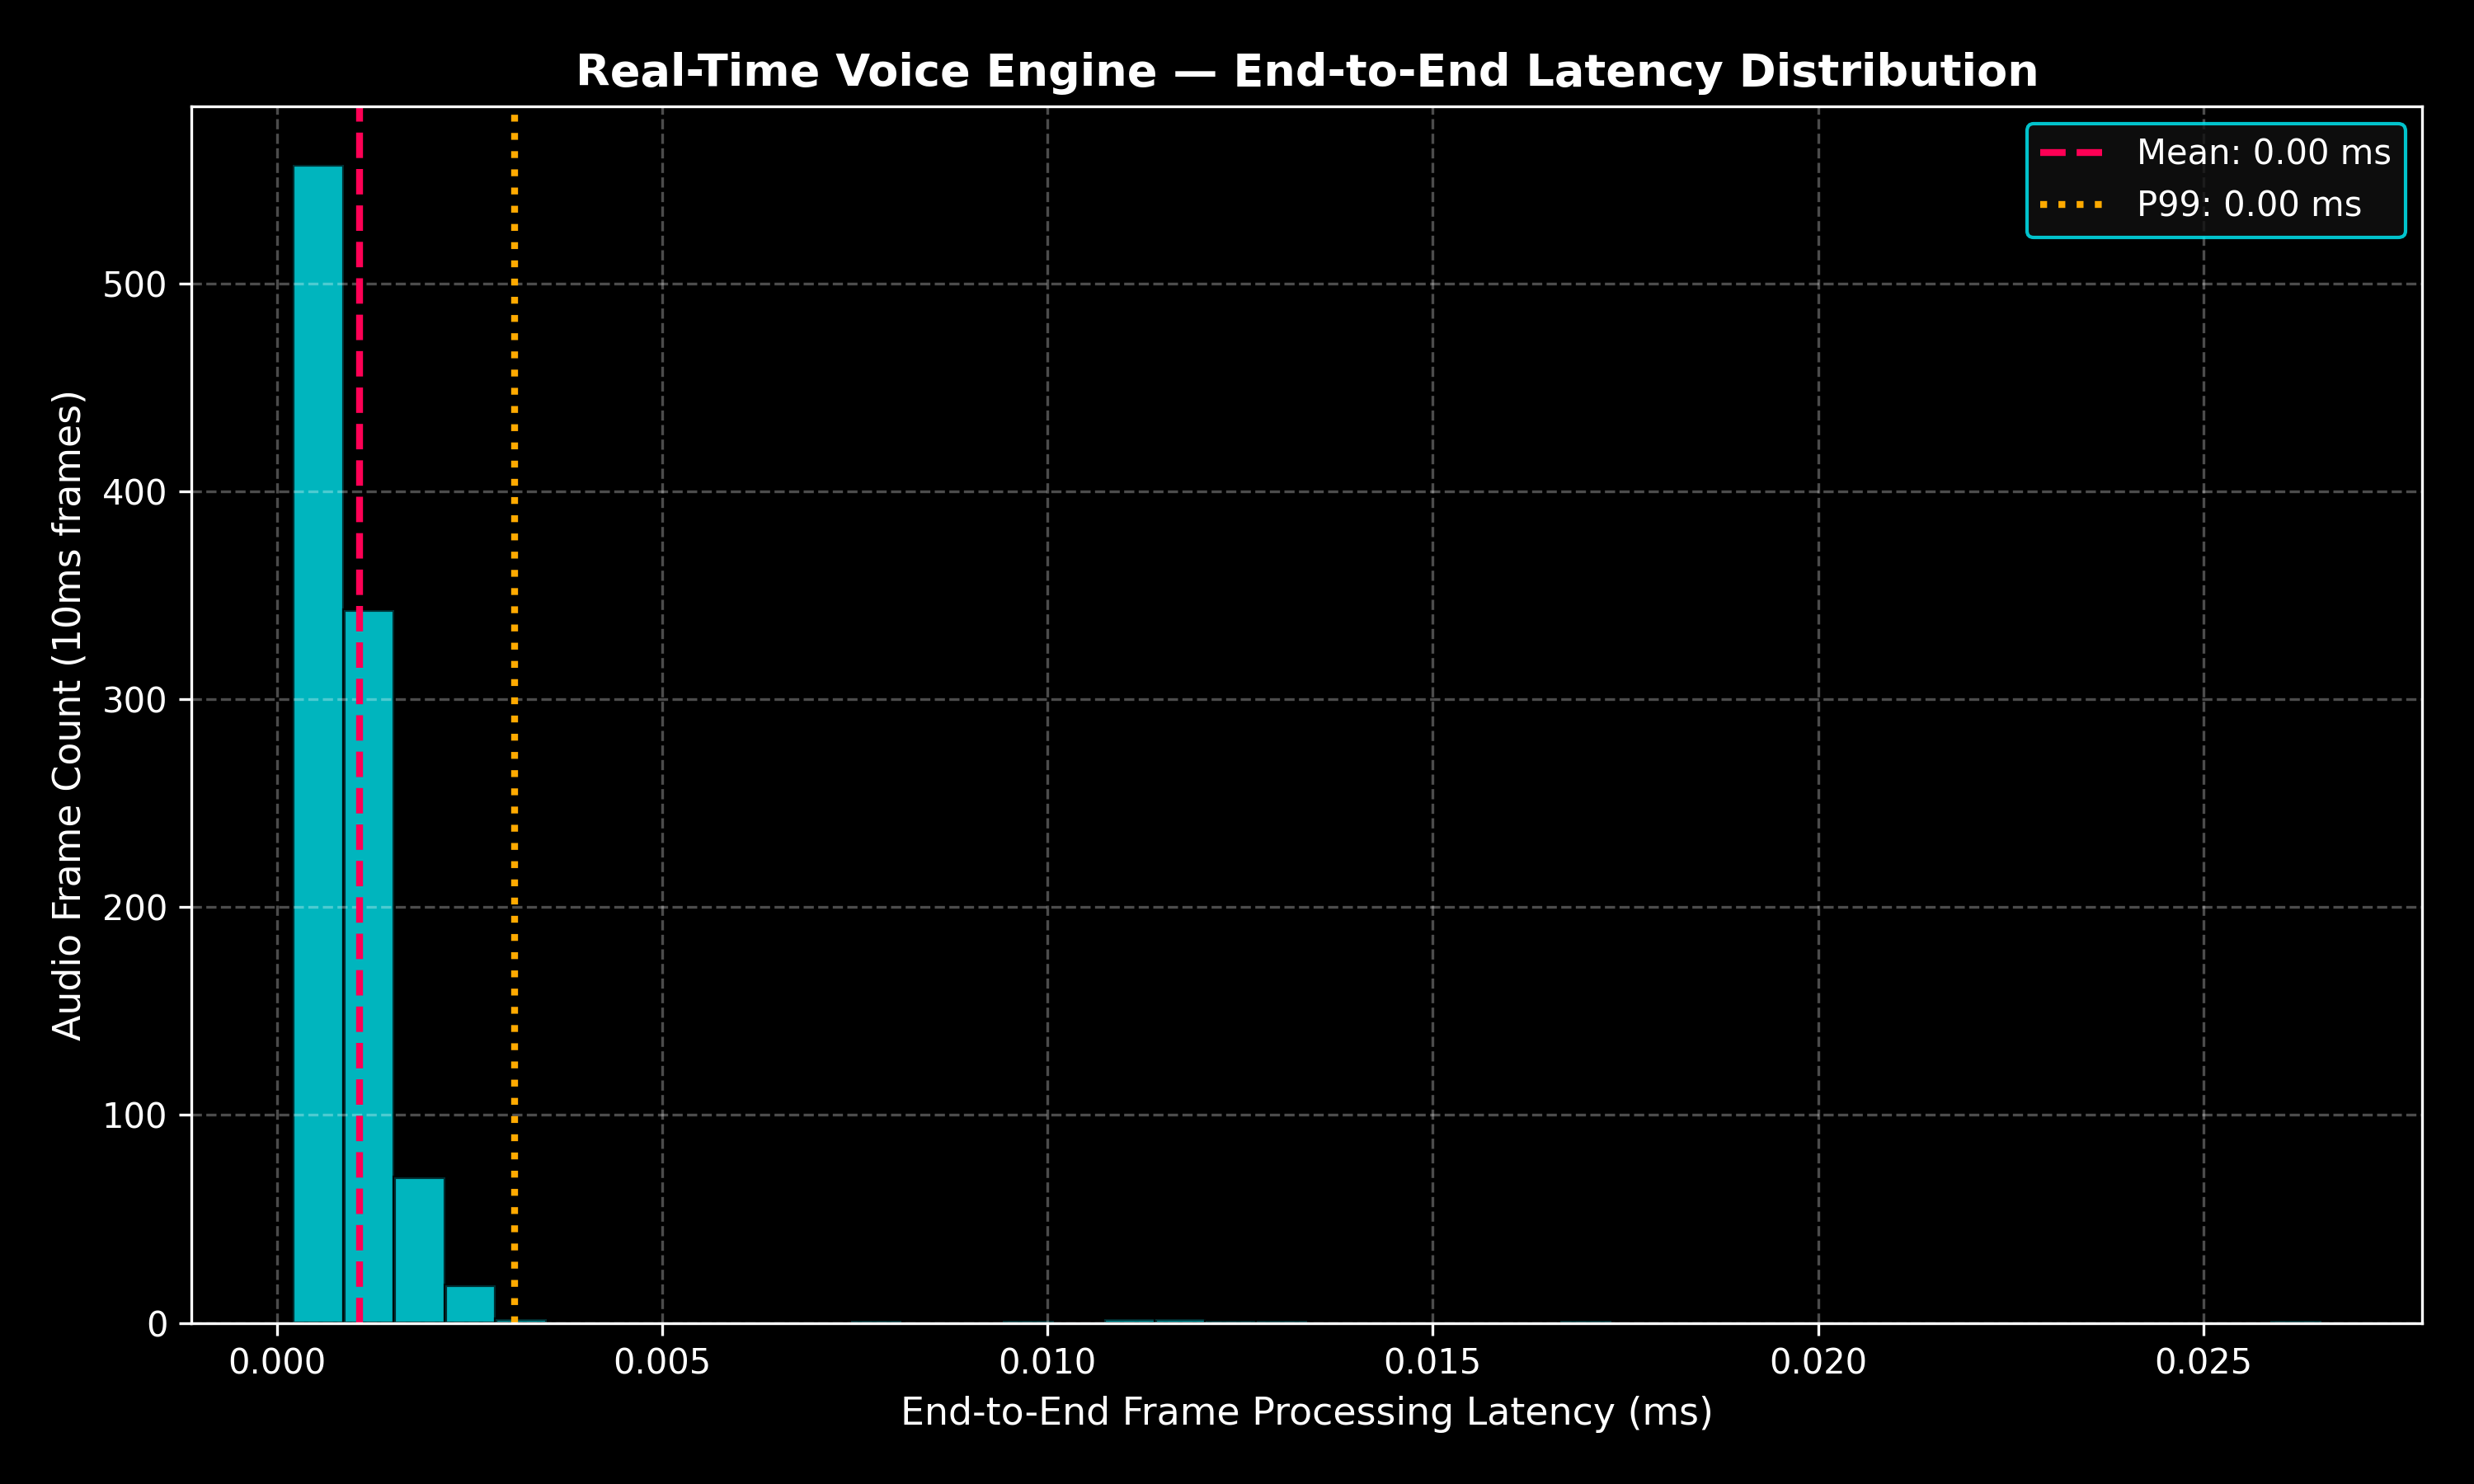 Real-Time Voice Engine — End-to-End Latency Distribution
Mean: 0.00 ms
P99: 0.00 ms
Audio Frame Count (10ms frames)
500
400
300
200
100
0
0.000
0.005
0.010
0.015
0.020
0.025
End-to-End Frame Processing Latency (ms)